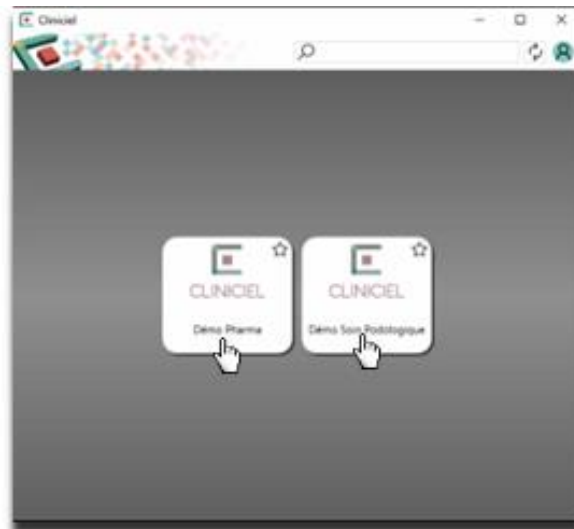 Cliniciel
CLINICIEL
Démo Pharma
CLINICIEL
Démo Soin Podologique